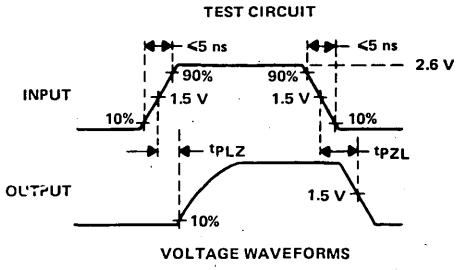 TEST CIRCUIT
≤5 ns ≤5 ns
90% 90% 2.6 V
INPUT 1.5 V 1.5 V
10% 10%
tPLZ tPZL
OUTPUT 1.5 V
10%
VOLTAGE WAVEFORMS